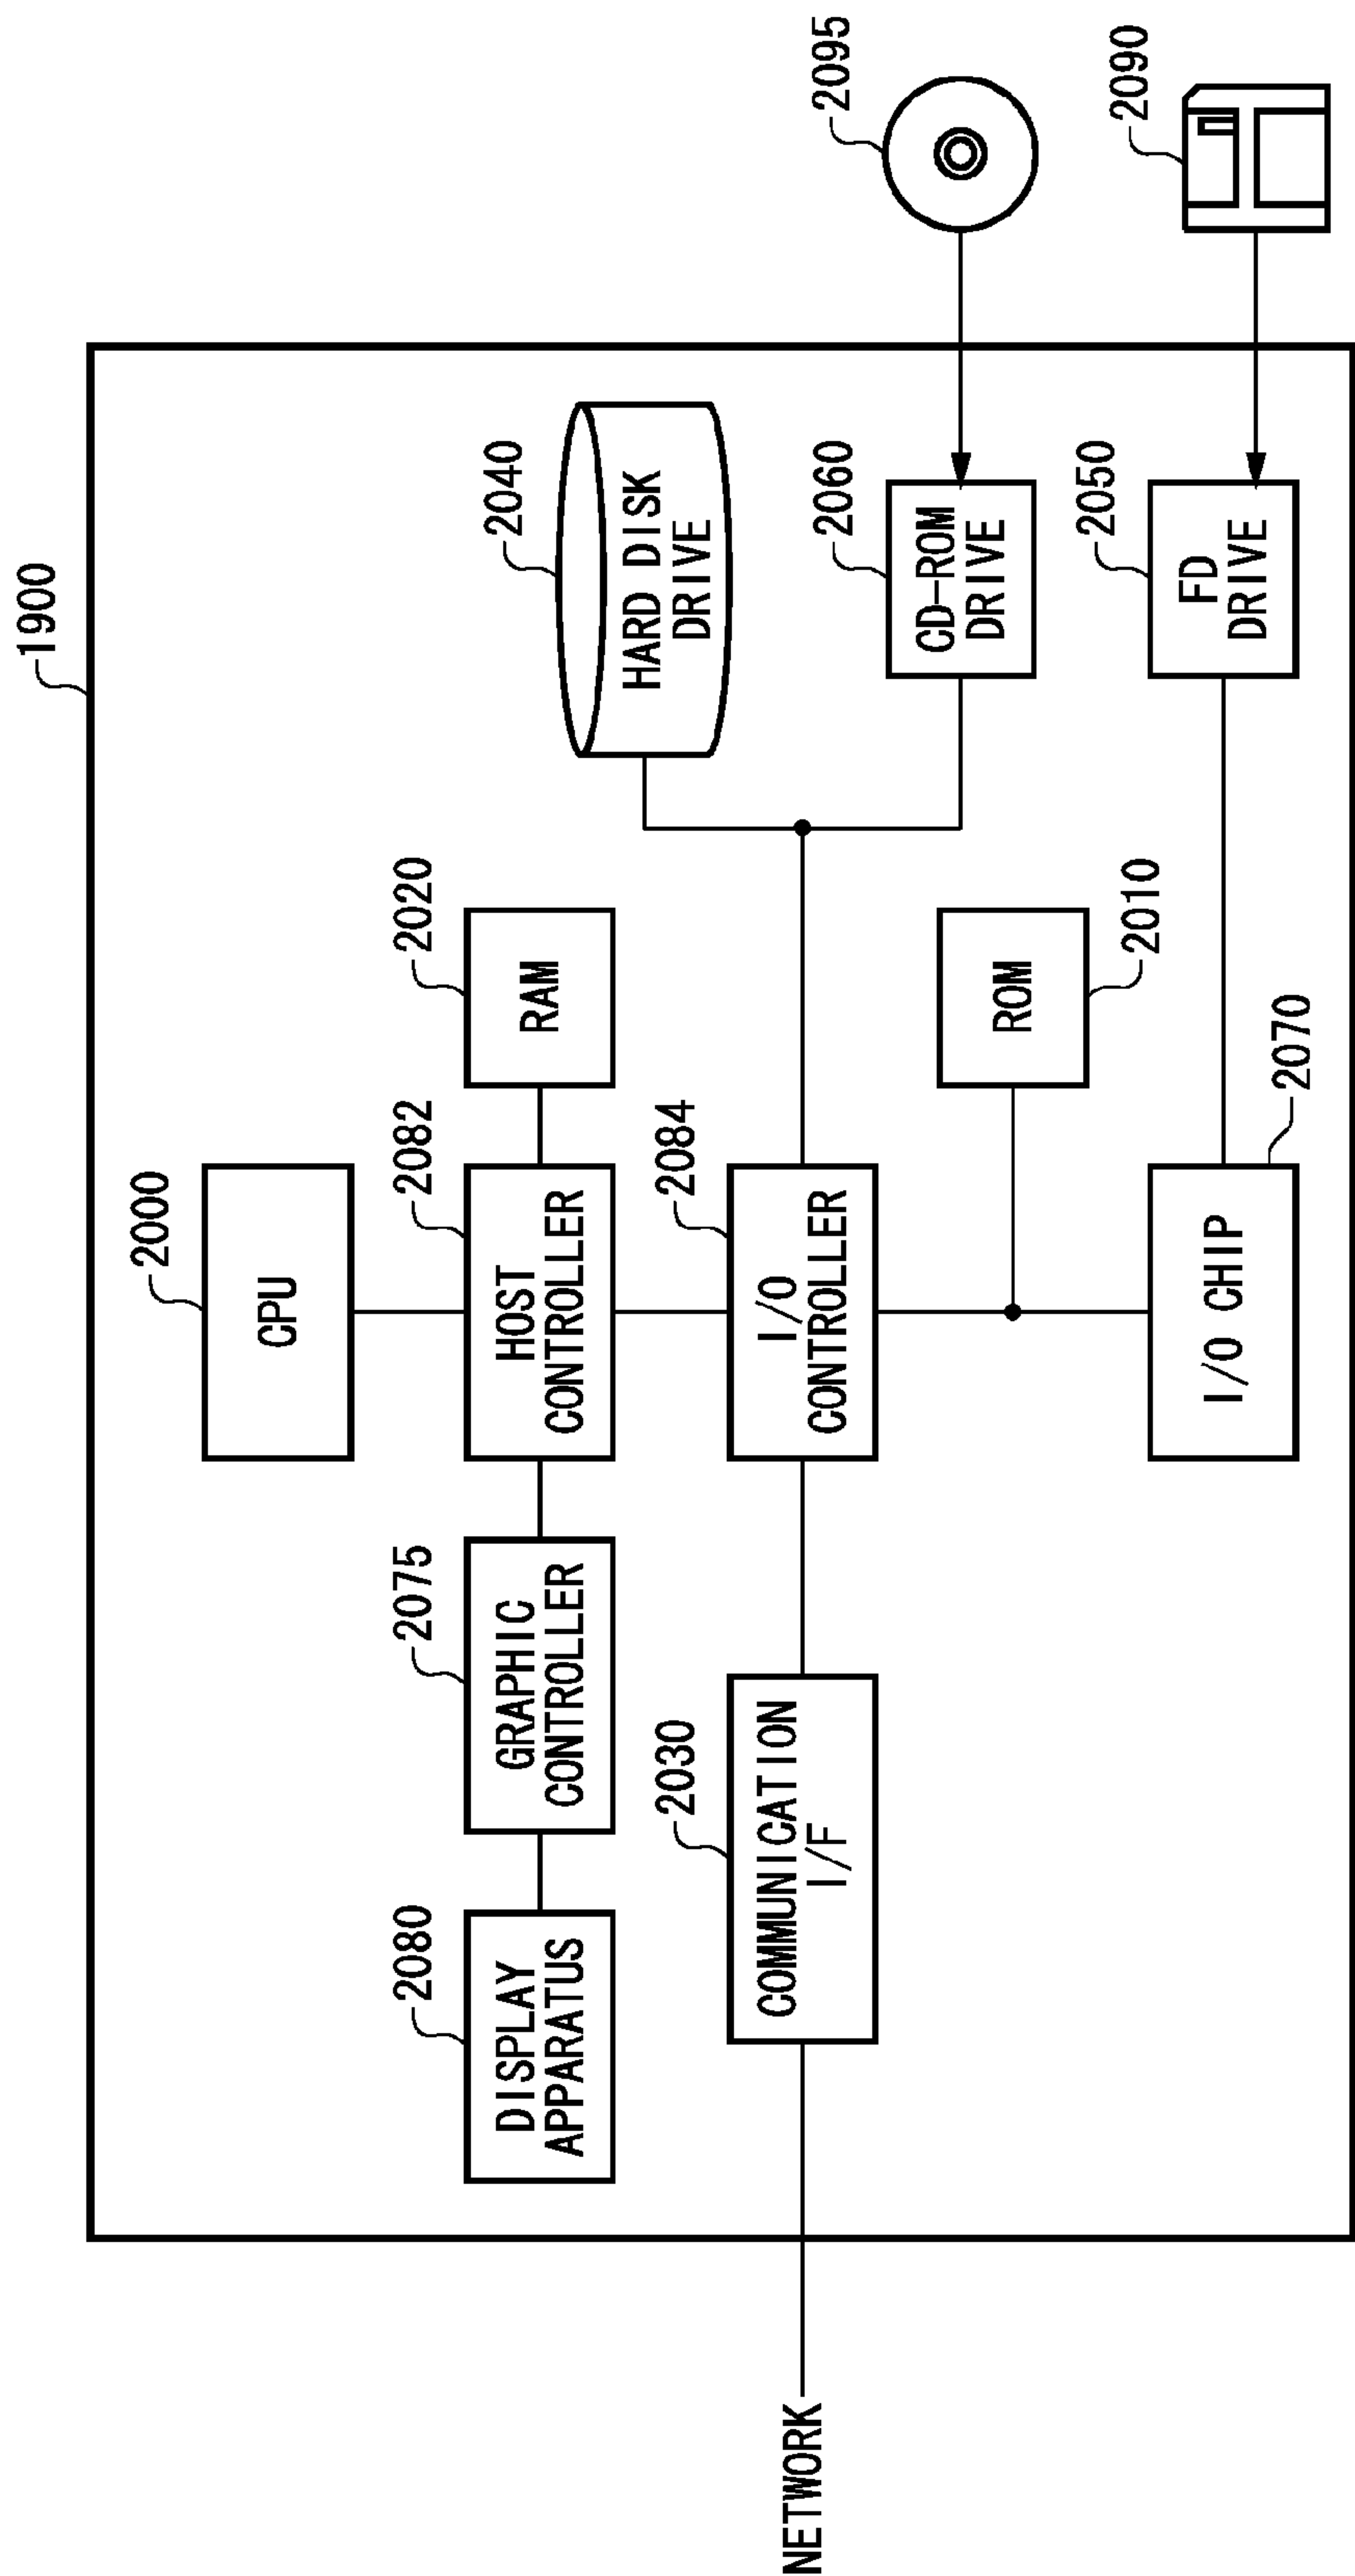 1900
2000
CPU
2080
2075
2082
2020
2040
DISPLAY
APPARATUS
GRAPHIC
CONTROLLER
HOST
CONTROLLER
RAM
HARD DISK
DRIVE
2030
2084
2060
2095
NETWORK
COMMUNICATION
I/F
I/O
CONTROLLER
CD-ROM
DRIVE
ROM
2010
2050
2090
I/O CHIP
2070
FD
DRIVE